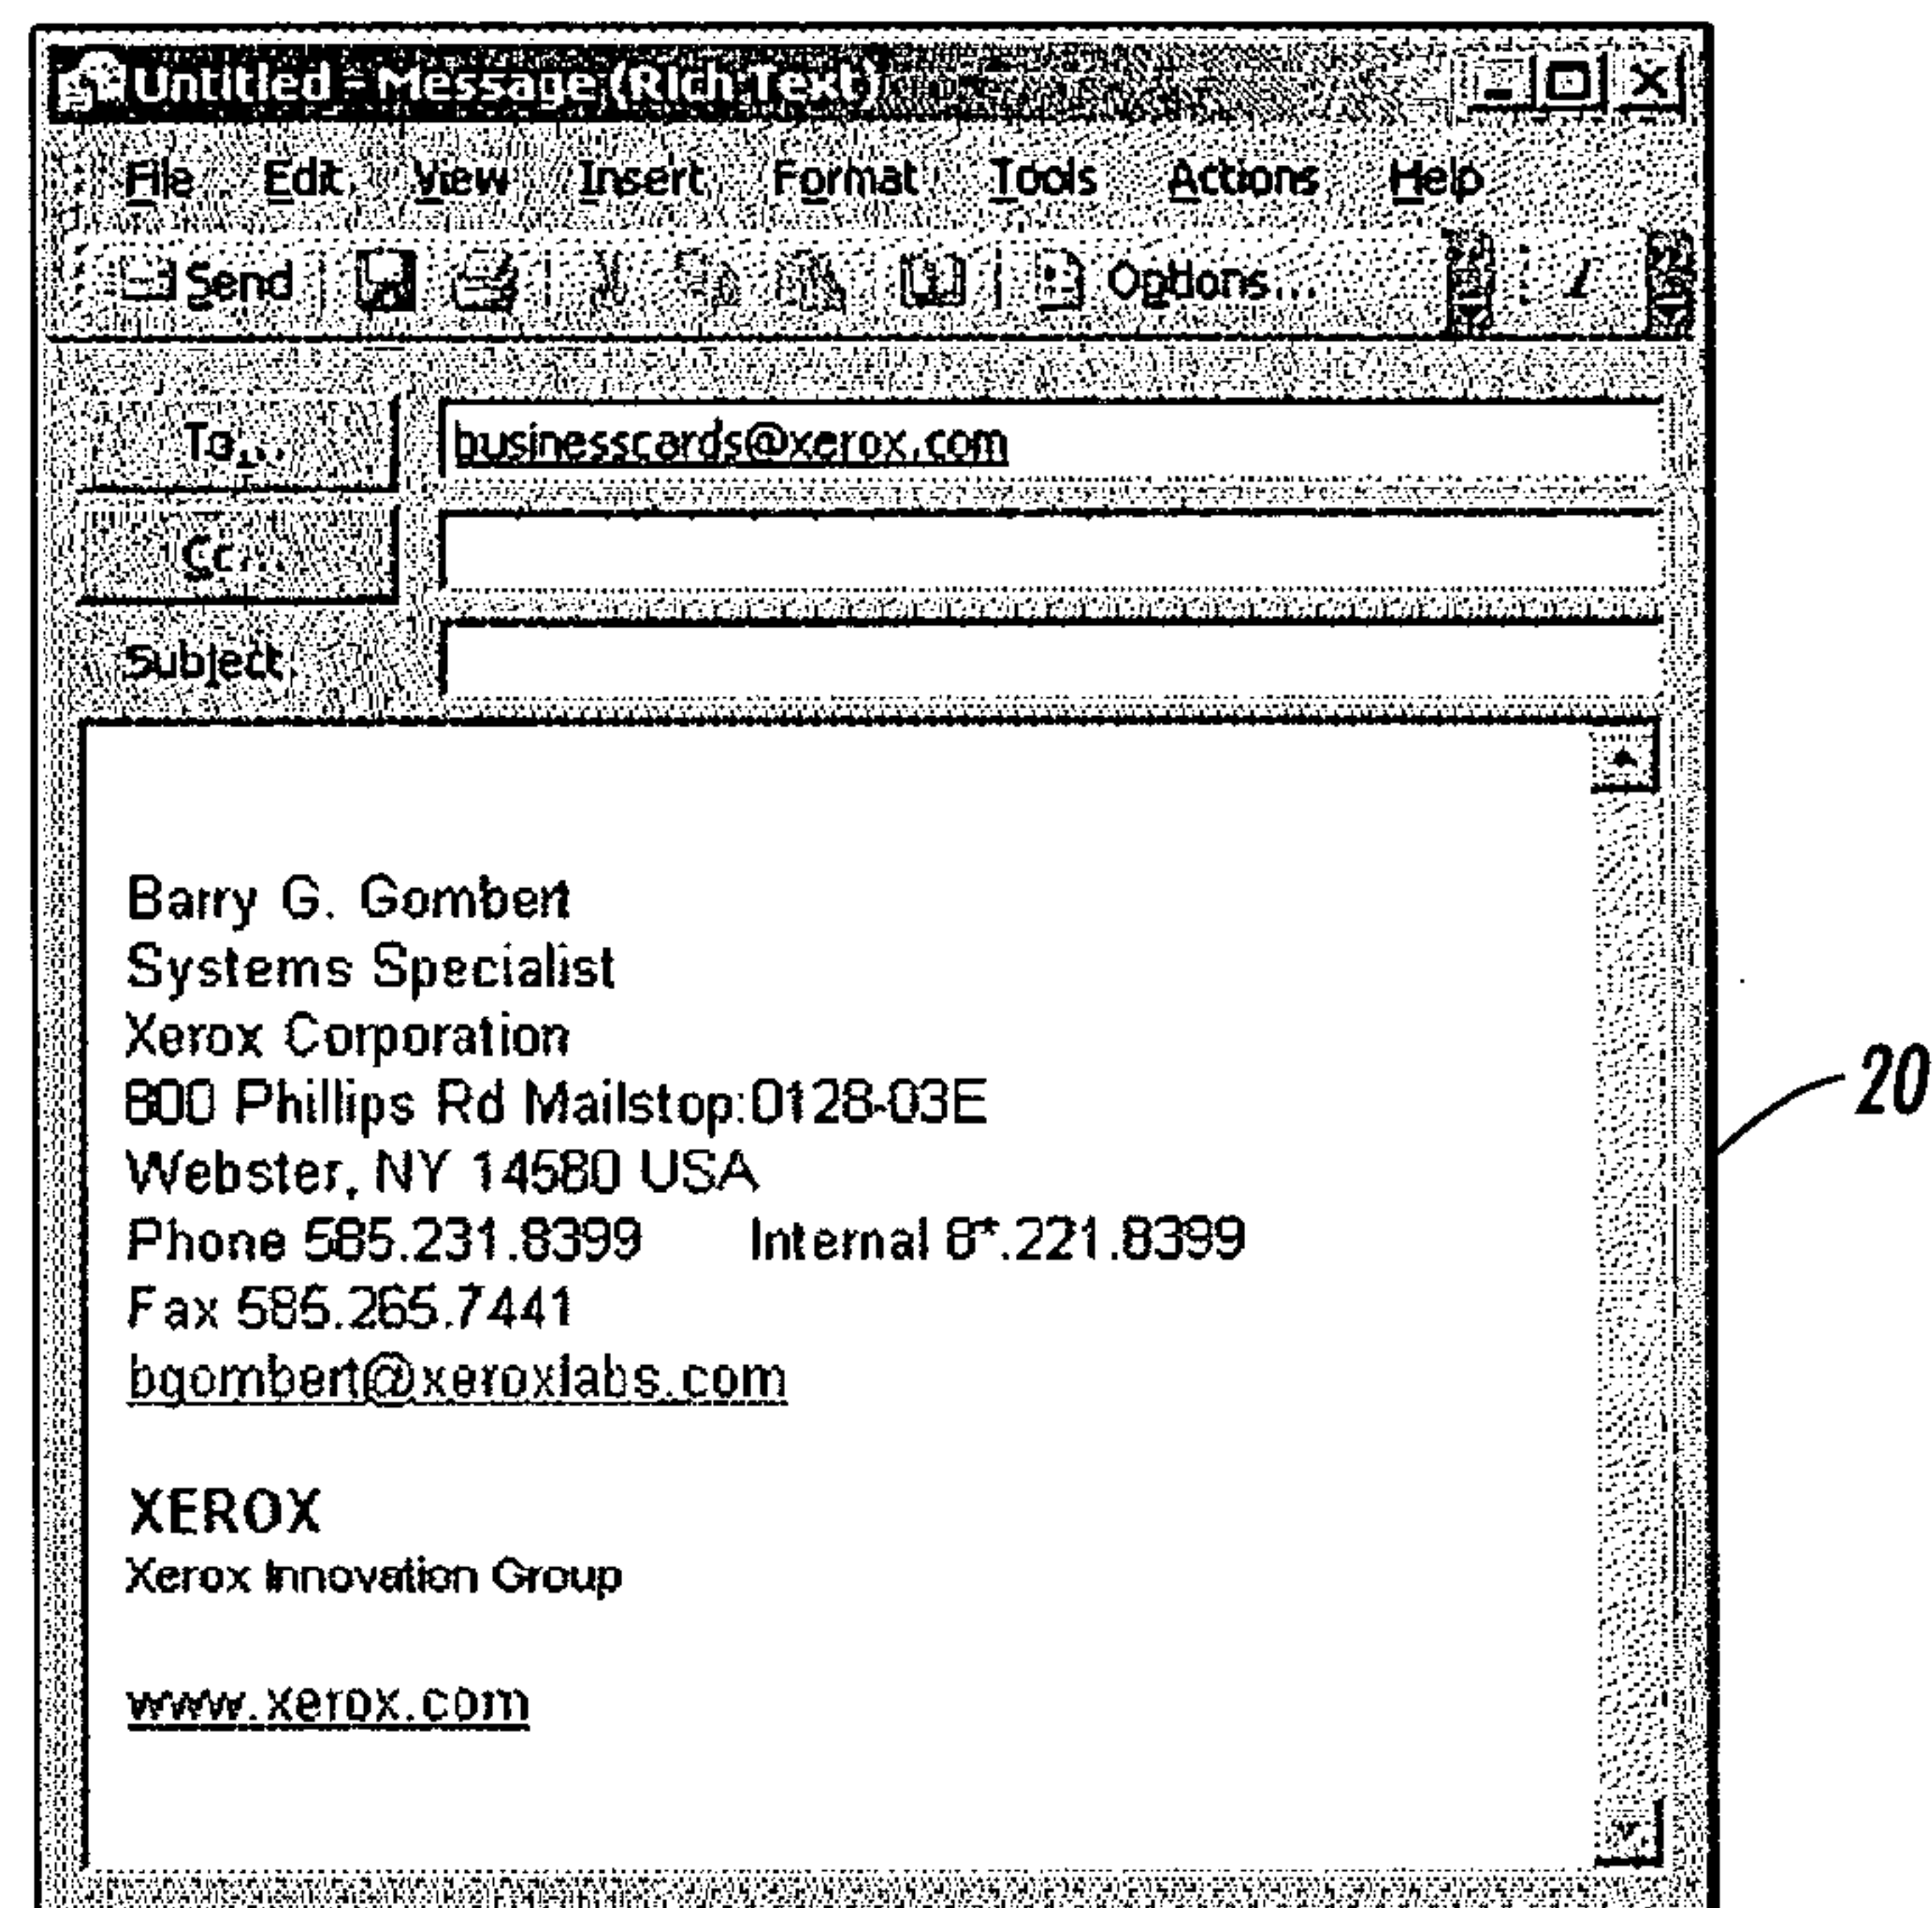 Untitled - Message (Rich Text)
File Edit View Insert Format Tools Actions Help
Send Options...
To...
businesscards@xerox.com
Cc...
Subject:
Barry G. Gombert
Systems Specialist
Xerox Corporation
800 Phillips Rd Mailstop:0128-03E
Webster, NY 14580 USA
Phone 585.231.8399 Internal 8*.221.8399
Fax 585.265.7441
bgombert@xeroxlabs.com
XEROX
Xerox Innovation Group
www.xerox.com
20